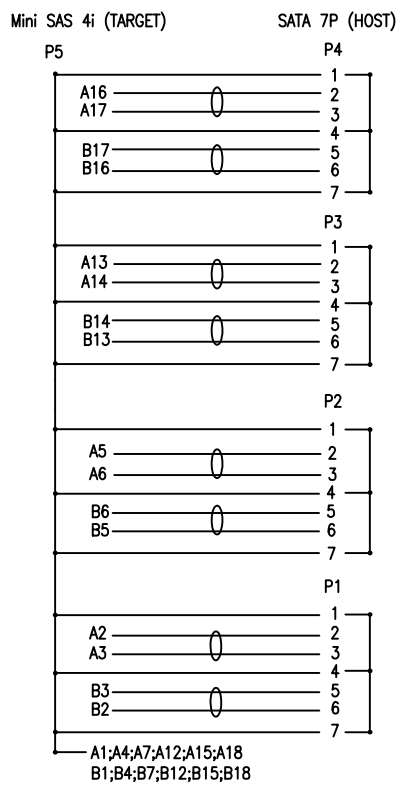 Mini SAS 4i (TARGET) SATA 7P (HOST)
P5 P4
1
A16 2
A17 3
4
B17 5
B16 6
7
P3
1
A13 2
A14 3
4
B14 5
B13 6
7
P2
1
A5 2
A6 3
4
B6 5
B5 6
7
P1
1
A2 2
A3 3
4
B3 5
B2 6
7
A1;A4;A7;A12;A15;A18
B1;B4;B7;B12;B15;B18